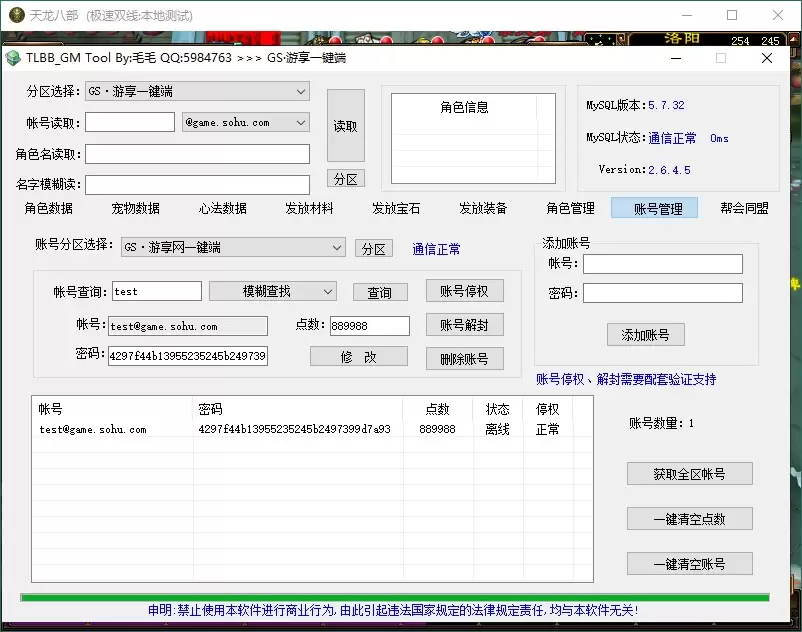 天龙八部 (极速双线:本地测试)
洛阳 254 245
TLBB_GM Tool By:毛毛 QQ:5984763 >>> GS·游享一键端
分区选择: GS·游享一键端
帐号读取: @game.sohu.com
角色名读取:
名字模糊读:
读取
分区
角色信息
MySQL版本:5.7.32
MySQL状态:通信正常 0ms
Version:2.6.4.5
角色数据 宠物数据 心法数据 发放材料 发放宝石 发放装备 角色管理 账号管理 帮会同盟
账号分区选择: GS·游享网一键端 分区 通信正常
帐号查询: test 模糊查找 查询 账号停权
帐号: test@game.sohu.com 点数: 889988 账号解封
密码: 4297f44b13955235245b249739 修 改 删除账号
添加账号
帐号:
密码:
添加账号
账号停权、解封需要配套验证支持
帐号 密码 点数 状态 停权
test@game.sohu.com 4297f44b13955235245b2497399d7a93 889988 离线 正常
账号数量: 1
获取全区帐号
一键清空点数
一键清空账号
申明:禁止使用本软件进行商业行为,由此引起违法国家规定的法律规定责任,均与本软件无关!